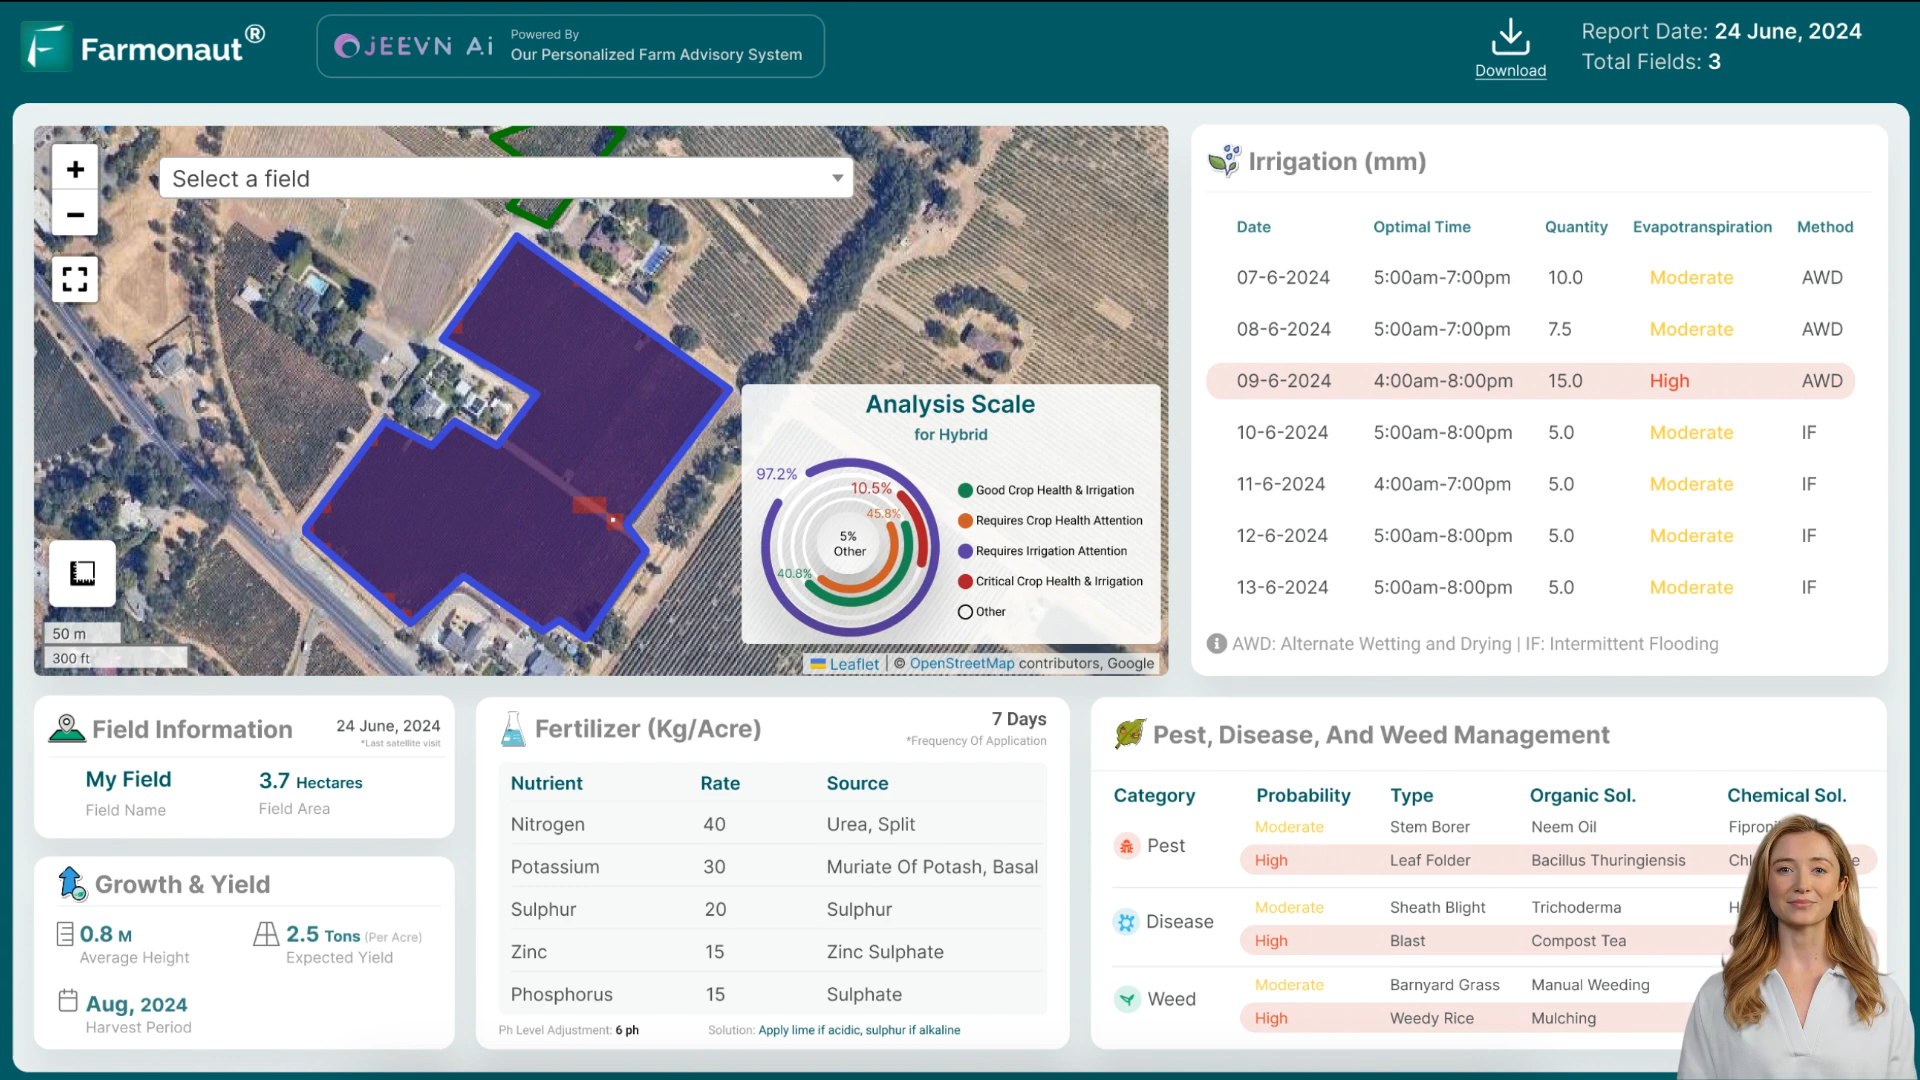 Farmonaut®
JEEVN Ai
Powered By
Our Personalized Farm Advisory System
Download
Report Date: 24 June, 2024
Total Fields: 3
+
−
Select a field
50 m
300 ft
Analysis Scale
for Hybrid
97.2%
10.5%
45.8%
5%
Other
40.8%
Good Crop Health & Irrigation
Requires Crop Health Attention
Requires Irrigation Attention
Critical Crop Health & Irrigation
Other
Leaflet | © OpenStreetMap contributors, Google
Irrigation (mm)
Date Optimal Time Quantity Evapotranspiration Method
07-6-2024 5:00am-7:00pm 10.0 Moderate AWD
08-6-2024 5:00am-7:00pm 7.5 Moderate AWD
09-6-2024 4:00am-8:00pm 15.0 High AWD
10-6-2024 5:00am-8:00pm 5.0 Moderate IF
11-6-2024 4:00am-7:00pm 5.0 Moderate IF
12-6-2024 5:00am-8:00pm 5.0 Moderate IF
13-6-2024 5:00am-8:00pm 5.0 Moderate IF
AWD: Alternate Wetting and Drying | IF: Intermittent Flooding
Field Information
24 June, 2024
*Last satellite visit
My Field
Field Name
3.7 Hectares
Field Area
Growth & Yield
0.8 M
Average Height
2.5 Tons (Per Acre)
Expected Yield
Aug, 2024
Harvest Period
Fertilizer (Kg/Acre)
7 Days
*Frequency Of Application
Nutrient Rate Source
Nitrogen 40 Urea, Split
Potassium 30 Muriate Of Potash, Basal
Sulphur 20 Sulphur
Zinc 15 Zinc Sulphate
Phosphorus 15 Sulphate
Ph Level Adjustment: 6 ph Solution: Apply lime if acidic, sulphur if alkaline
Pest, Disease, And Weed Management
Category Probability Type Organic Sol. Chemical Sol.
Pest
Moderate Stem Borer Neem Oil
High Leaf Folder Bacillus Thuringiensis
Disease
Moderate Sheath Blight Trichoderma
High Blast Compost Tea
Weed
Moderate Barnyard Grass Manual Weeding
High Weedy Rice Mulching